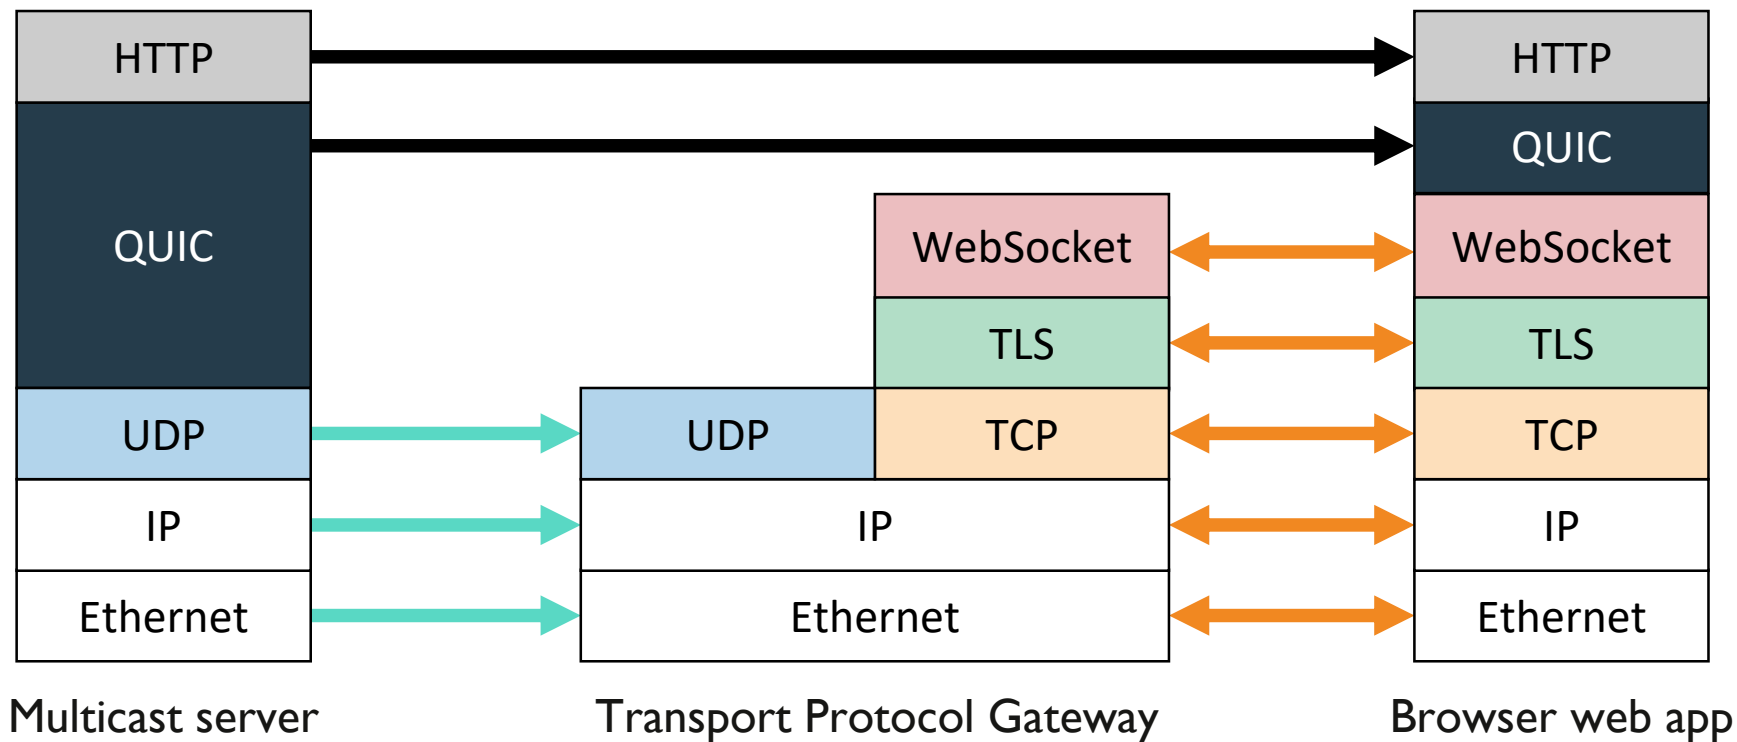 HTTP
HTTP
QUIC
QUIC
WebSocket
WebSocket
TLS
TLS
UDP
UDP
TCP
TCP
IP
IP
IP
Ethernet
Ethernet
Ethernet
Multicast server
Transport Protocol Gateway
Browser web app